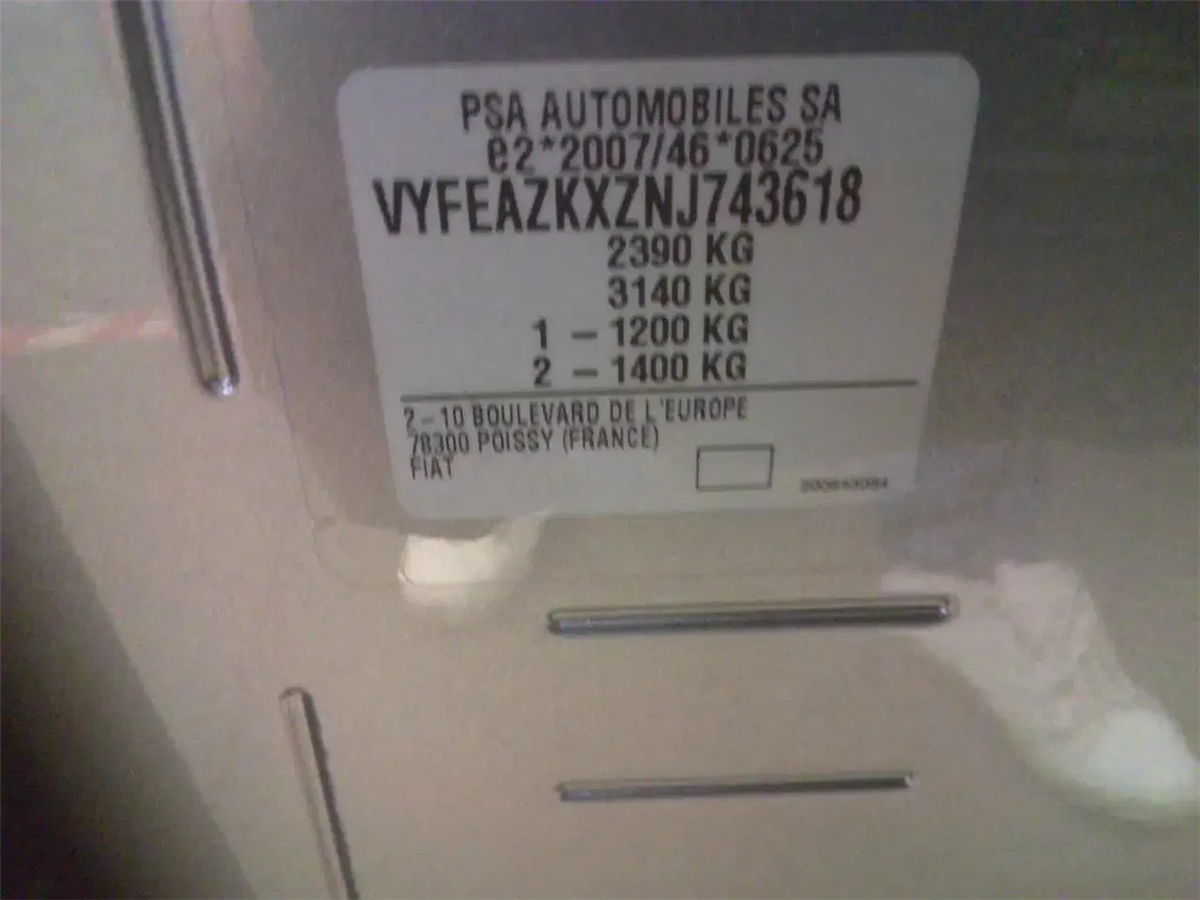 PSA AUTOMOBILES SA
e2*2007/46*0625
VYFEAZKXZNJ743618
2390 KG
3140 KG
1 - 1200 KG
2 - 1400 KG
2-10 BOULEVARD DE L'EUROPE
78300 POISSY (FRANCE)
FIAT